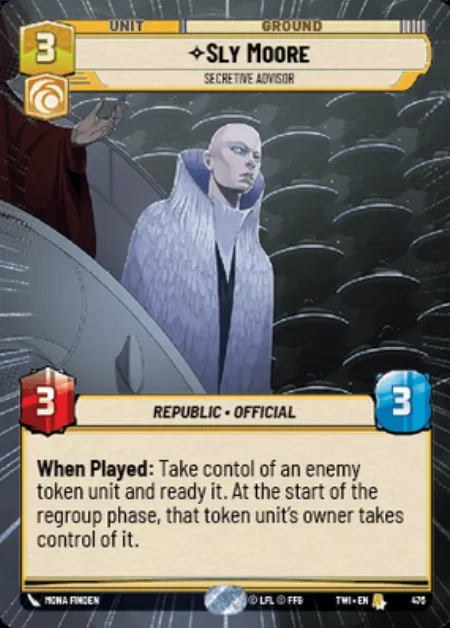 UNIT
GROUND
3
SLY MOORE
SECRETIVE ADVISOR
3
REPUBLIC • OFFICIAL
3
When Played: Take contol of an enemy
token unit and ready it. At the start of the
regroup phase, that token unit's owner takes
control of it.
MONA FINDEN
© LFL © FFG
TWI • EN
476